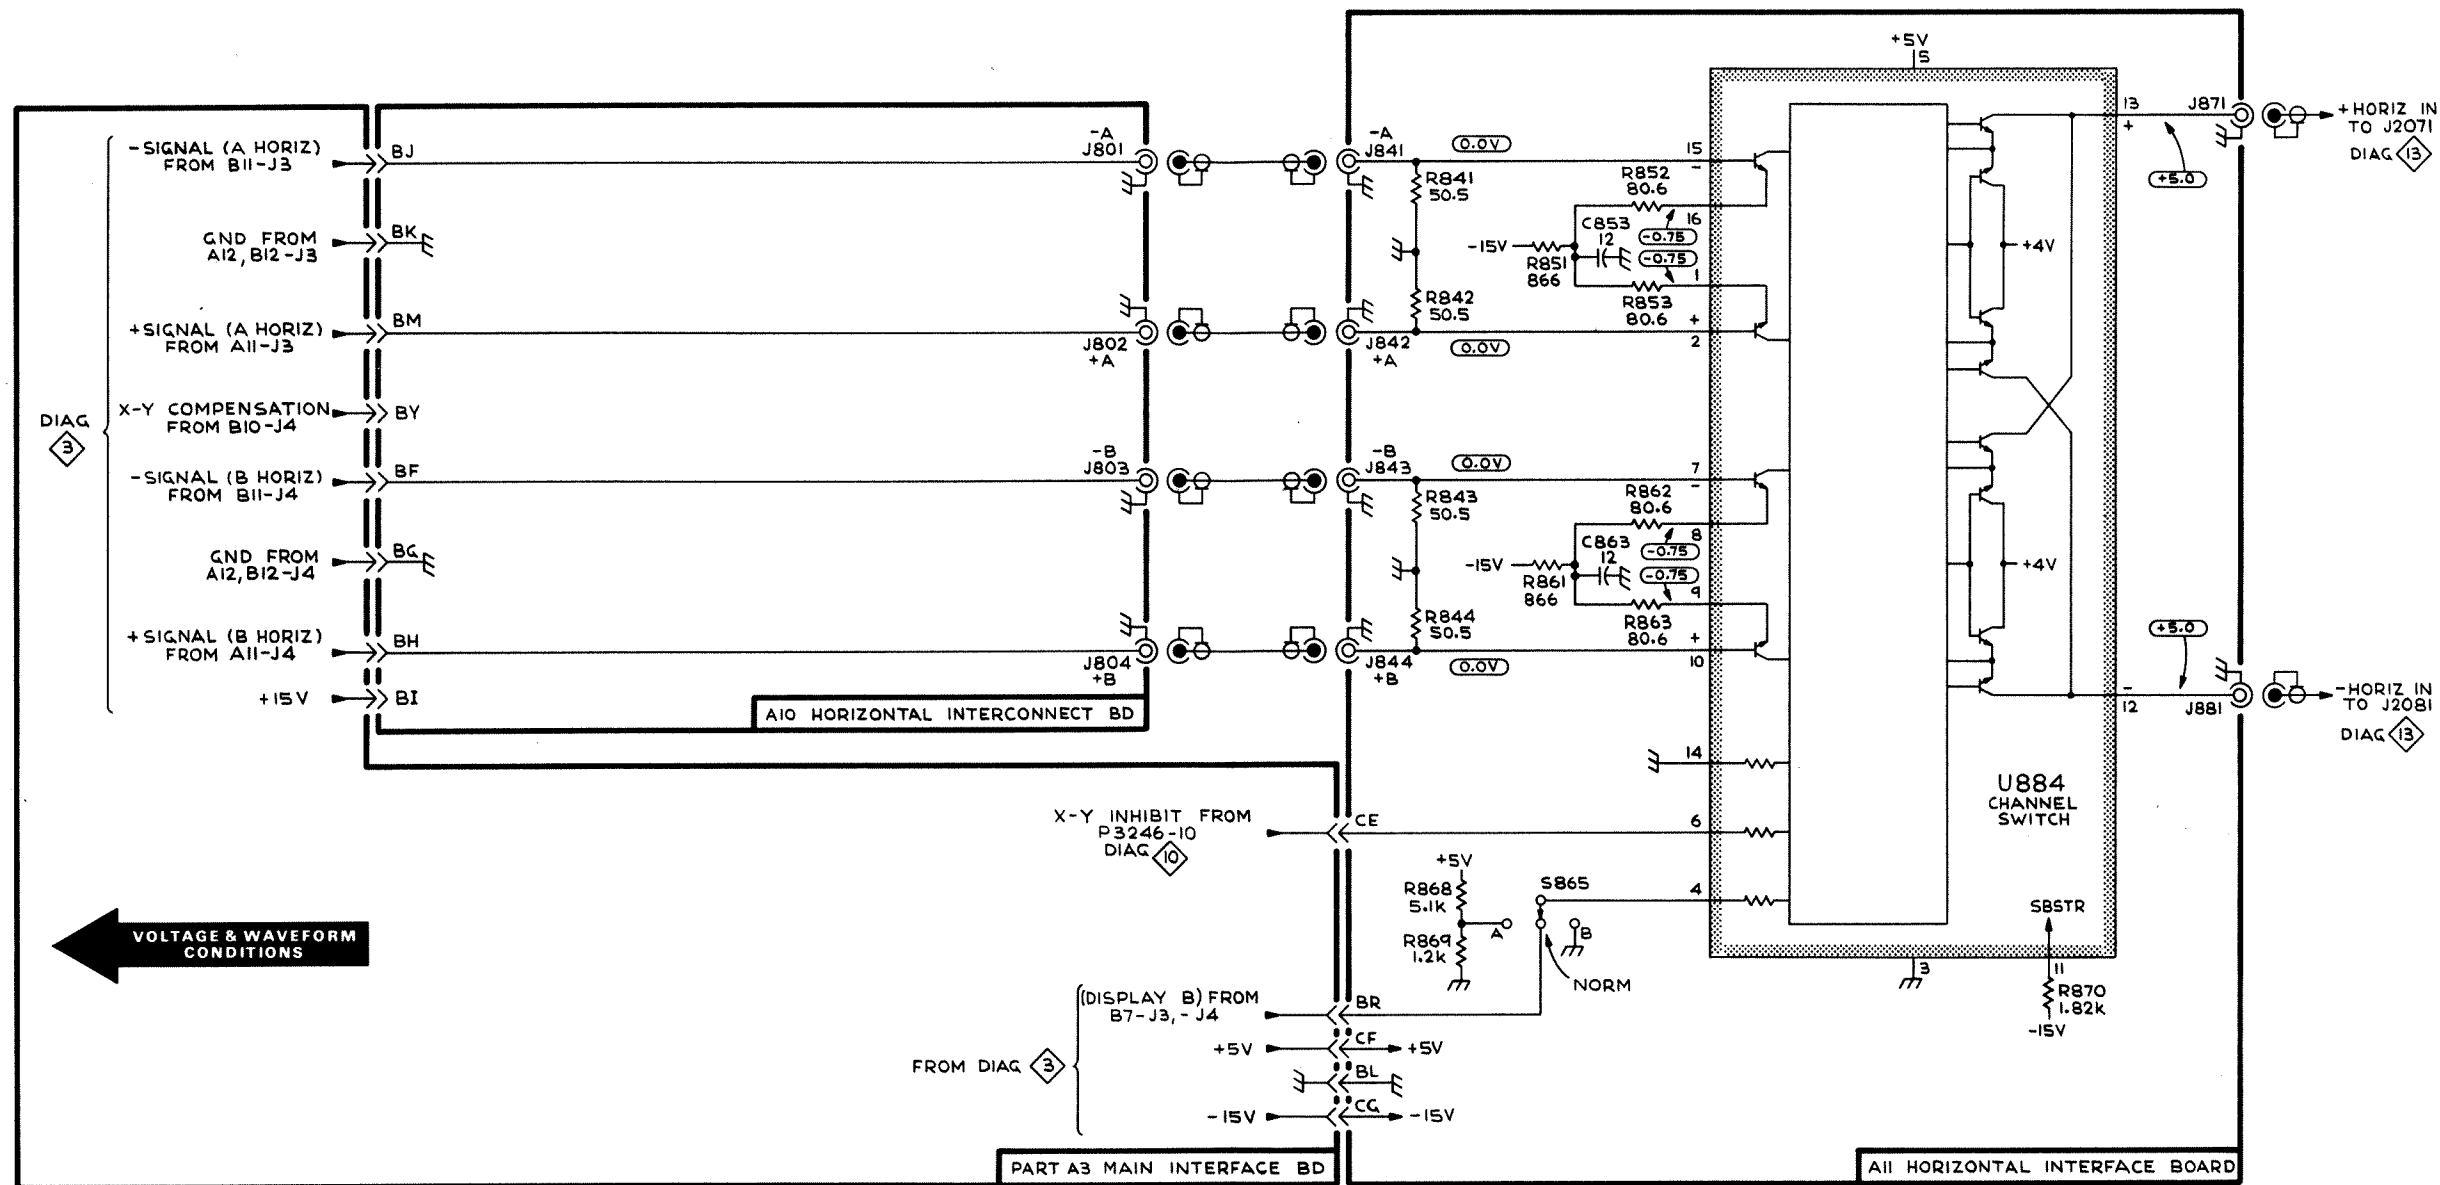 -SIGNAL (A HORIZ)
FROM B11-J3
BJ
GND FROM
A12, B12-J3
BK
+SIGNAL (A HORIZ)
FROM A11-J3
BM
X-Y COMPENSATION
FROM B10-J4
BY
DIAG
3
-SIGNAL (B HORIZ)
FROM B11-J4
BF
GND FROM
A12, B12-J4
BG
+SIGNAL (B HORIZ)
FROM A11-J4
BH
+15V
BI
-A
J801
J802
+A
-B
J803
J804
+B
A10 HORIZONTAL INTERCONNECT BD
-A
J841
0.0V
R841
50.5
R842
50.5
J842
+A
0.0V
-B
J843
0.0V
R843
50.5
R844
50.5
J844
+B
0.0V
R852
80.6
C853
12
-0.75
-15V
R851
866
-0.75
R853
80.6
R862
80.6
C863
12
-0.75
-15V
R861
866
-0.75
R863
80.6
15
-
16
1
+
2
7
-
8
9
+
10
14
6
4
+5V
5
+4V
+4V
13
+
J871
+5.0
+HORIZ IN
TO J2071
DIAG 13
+5.0
-
12
J881
-HORIZ IN
TO J2081
DIAG 13
U884
CHANNEL
SWITCH
SBSTR
3
11
R870
1.82K
-15V
X-Y INHIBIT FROM
P3246-10
DIAG 10
CE
+5V
R868
5.1K
R869
1.2K
S865
A
B
NORM
VOLTAGE & WAVEFORM
CONDITIONS
(DISPLAY B) FROM
B7-J3, -J4
BR
FROM DIAG 3
+5V
CF
+5V
BL
-15V
CG
-15V
PART A3 MAIN INTERFACE BD
A11 HORIZONTAL INTERFACE BOARD